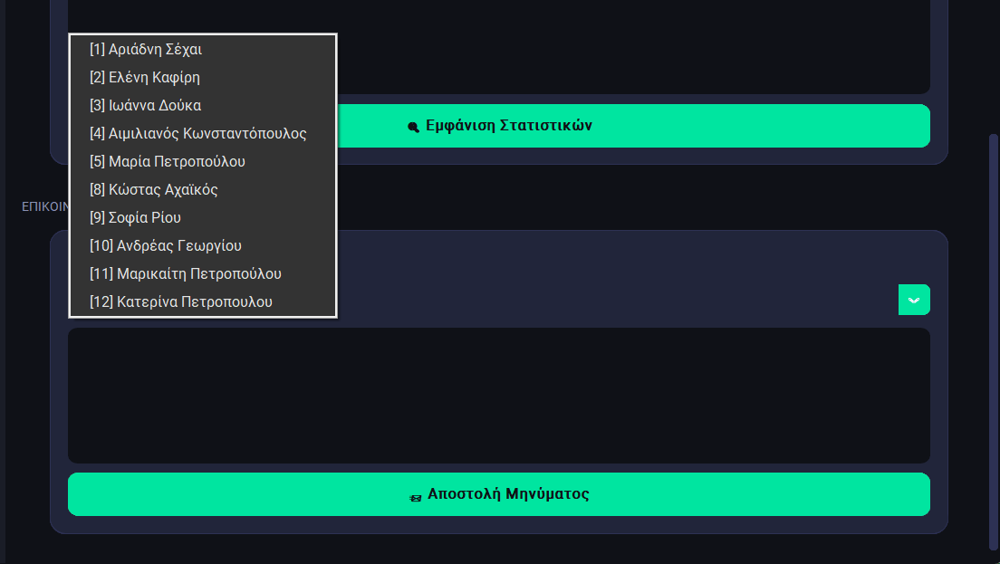 [1] Αριάδνη Σέχαι
[2] Ελένη Καφίρη
[3] Ιωάννα Δούκα
Εμφάνιση Στατιστικών
[4] Αιμιλιανός Κωνσταντόπουλος
[5] Μαρία Πετροπούλου
[8] Κώστας Αχαϊκός
ΕΠΙΚΟΙΝ
[9] Σοφία Ρίου
[10] Ανδρέας Γεωργίου
[11] Μαρικαίτη Πετροπούλου
[12] Κατερίνα Πετροπουλου
Αποστολή Μηνύματος